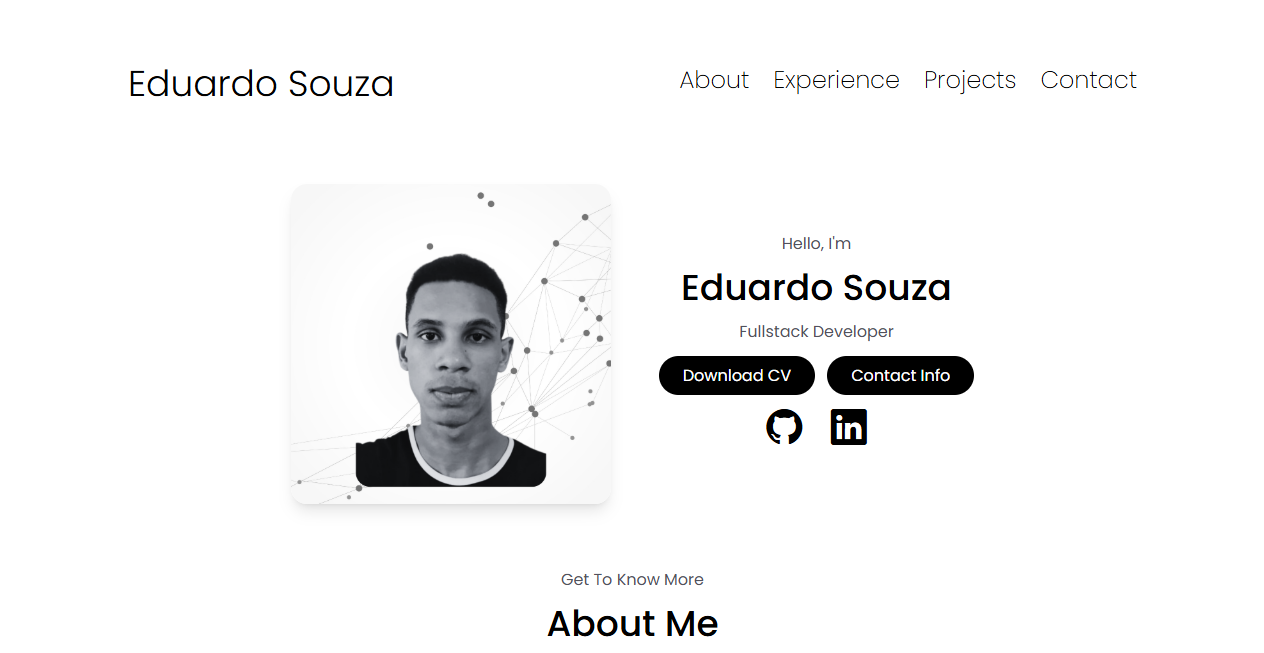 Eduardo Souza
About Experience Projects Contact
Hello, I'm
Eduardo Souza
Fullstack Developer
Download CV Contact Info
in
Get To Know More
About Me